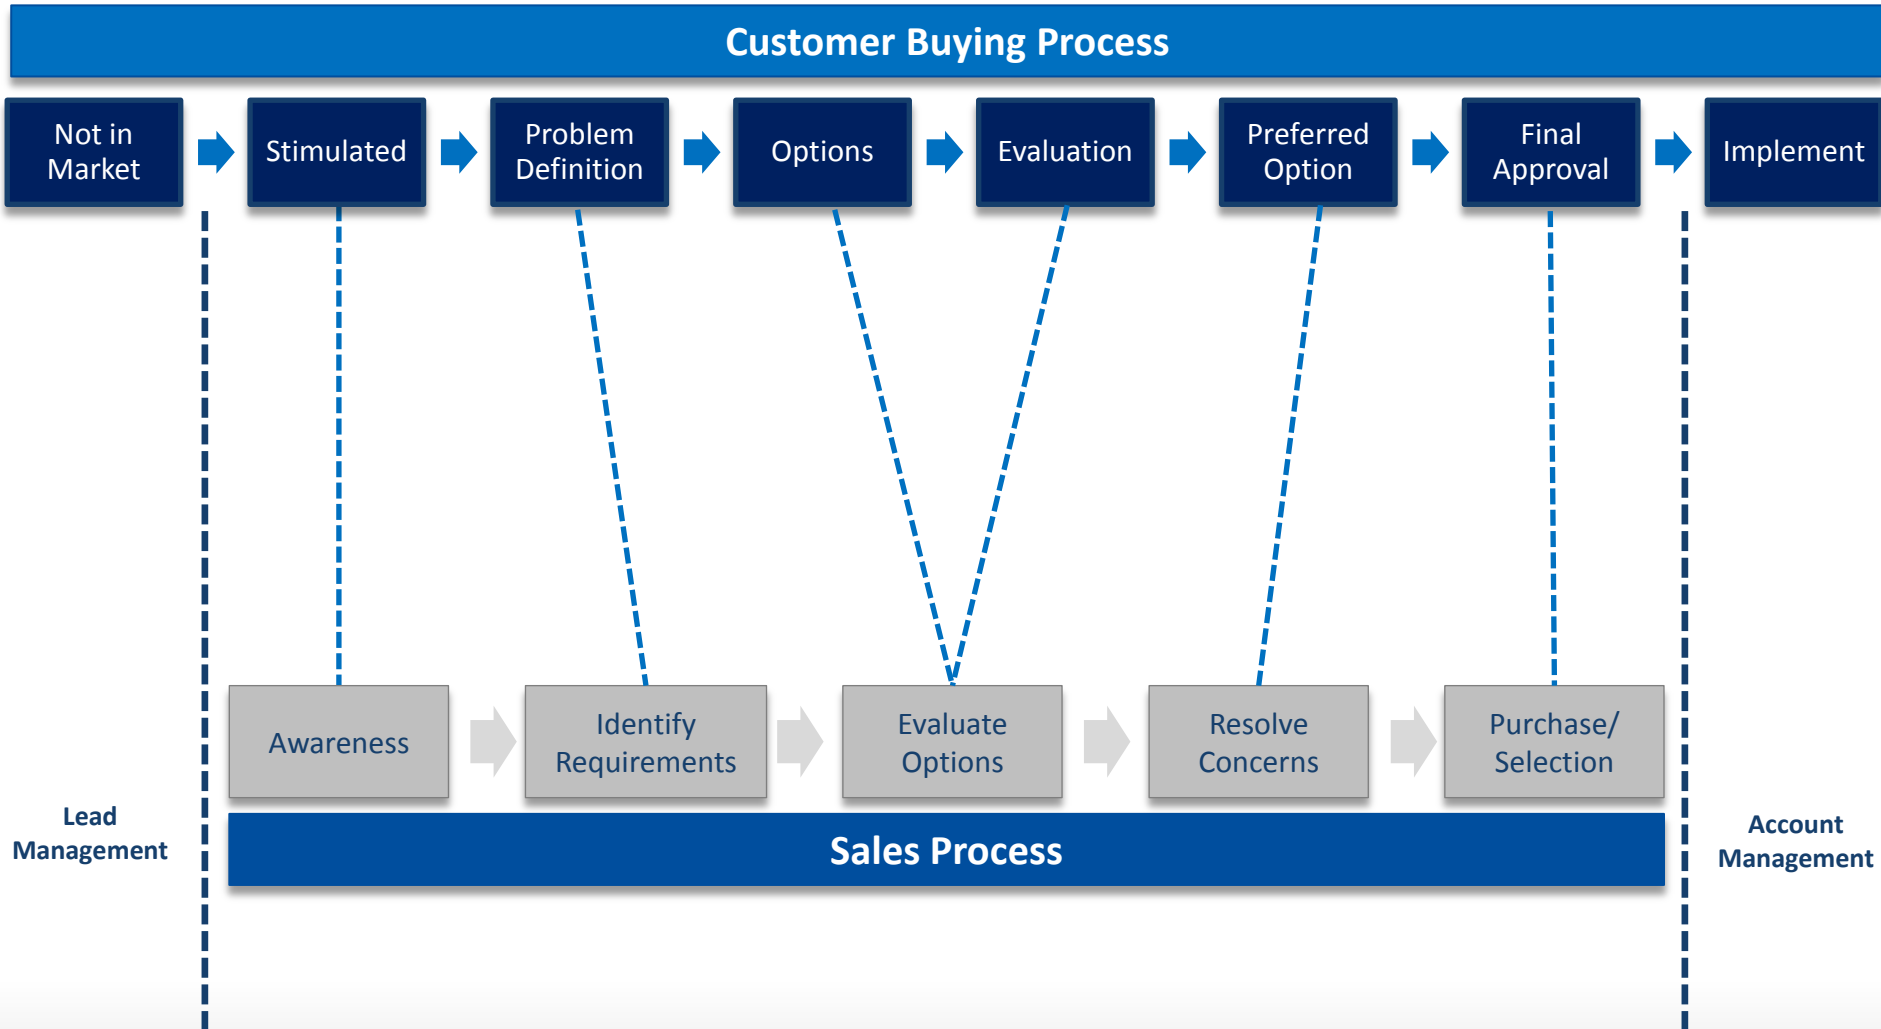 Customer Buying Process
Not in
Market
Stimulated
Problem
Definition
Options
Evaluation
Preferred
Option
Final
Approval
Implement
Awareness
Identify
Requirements
Evaluate
Options
Resolve
Concerns
Purchase/
Selection
Lead
Management
Sales Process
Account
Management